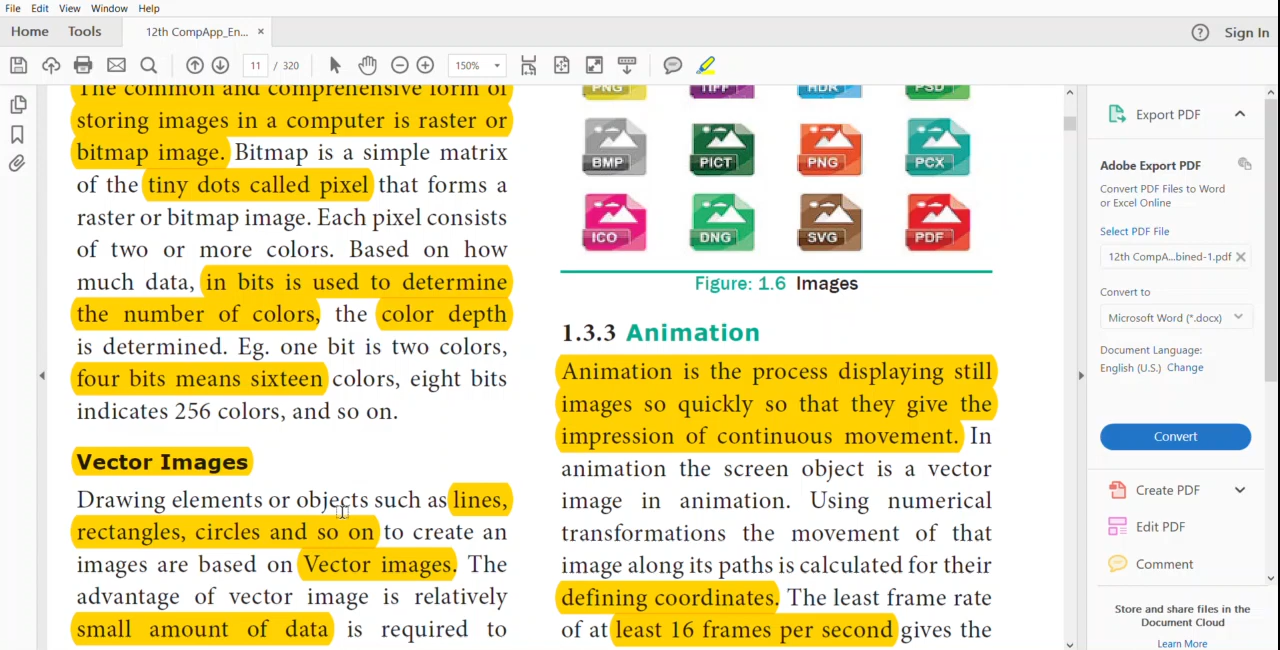 File Edit View Window Help
Home Tools 12th CompApp_En... ×
? Sign In
11 / 320 150%
The common and comprehensive form of
storing images in a computer is raster or
bitmap image. Bitmap is a simple matrix
of the tiny dots called pixel that forms a
raster or bitmap image. Each pixel consists
of two or more colors. Based on how
much data, in bits is used to determine
the number of colors, the color depth
is determined. Eg. one bit is two colors,
four bits means sixteen colors, eight bits
indicates 256 colors, and so on.
Vector Images
Drawing elements or objects such as lines,
rectangles, circles and so on to create an
images are based on Vector images. The
advantage of vector image is relatively
small amount of data is required to
PNG TIFF HDR PSD
BMP PICT PNG PCX
ICO DNG SVG PDF
Figure: 1.6 Images
1.3.3 Animation
Animation is the process displaying still
images so quickly so that they give the
impression of continuous movement. In
animation the screen object is a vector
image in animation. Using numerical
transformations the movement of that
image along its paths is calculated for their
defining coordinates. The least frame rate
of at least 16 frames per second gives the
Export PDF
Adobe Export PDF
Convert PDF Files to Word
or Excel Online
Select PDF File
12th CompA...bined-1.pdf ×
Convert to
Microsoft Word (*.docx)
Document Language:
English (U.S.) Change
Convert
Create PDF
Edit PDF
Comment
Store and share files in the
Document Cloud
Learn More